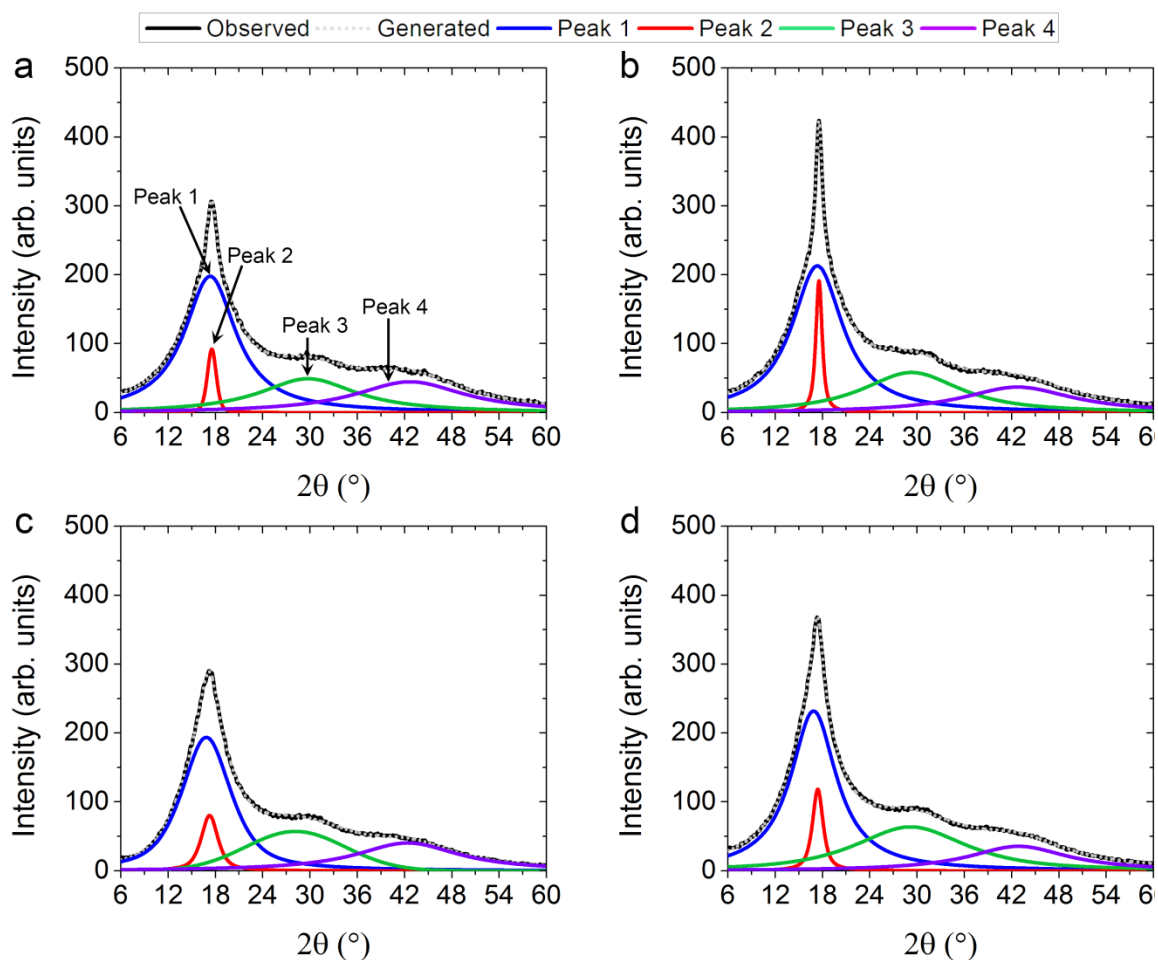 Observed Generated Peak 1 Peak 2 Peak 3 Peak 4
a
500
400
300
200
100
0
Intensity (arb. units)
Peak 1
Peak 2
Peak 3
Peak 4
6 12 18 24 30 36 42 48 54 60
2θ (°)
b
500
400
300
200
100
0
Intensity (arb. units)
6 12 18 24 30 36 42 48 54 60
2θ (°)
c
500
400
300
200
100
0
Intensity (arb. units)
6 12 18 24 30 36 42 48 54 60
2θ (°)
d
500
400
300
200
100
0
Intensity (arb. units)
6 12 18 24 30 36 42 48 54 60
2θ (°)